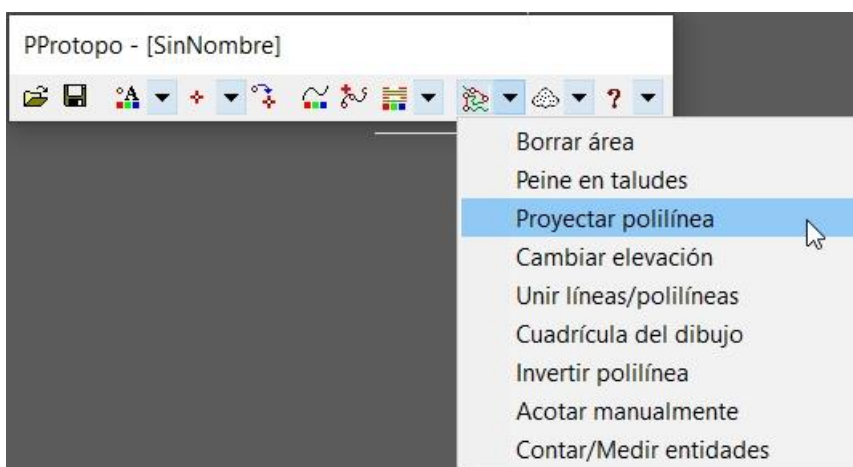 PProtopo - [SinNombre]
A
?
Borrar área
Peine en taludes
Proyectar polilínea
Cambiar elevación
Unir líneas/polilíneas
Cuadrícula del dibujo
Invertir polilínea
Acotar manualmente
Contar/Medir entidades